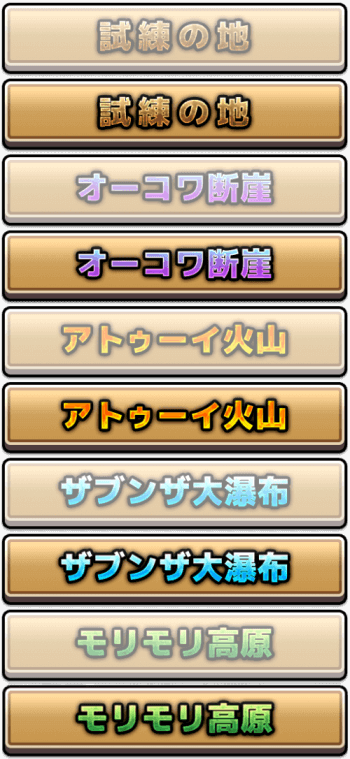 試練の地
試練の地
オーコワ断崖
オーコワ断崖
アトゥーイ火山
アトゥーイ火山
ザブンザ大瀑布
ザブンザ大瀑布
モリモリ高原
モリモリ高原